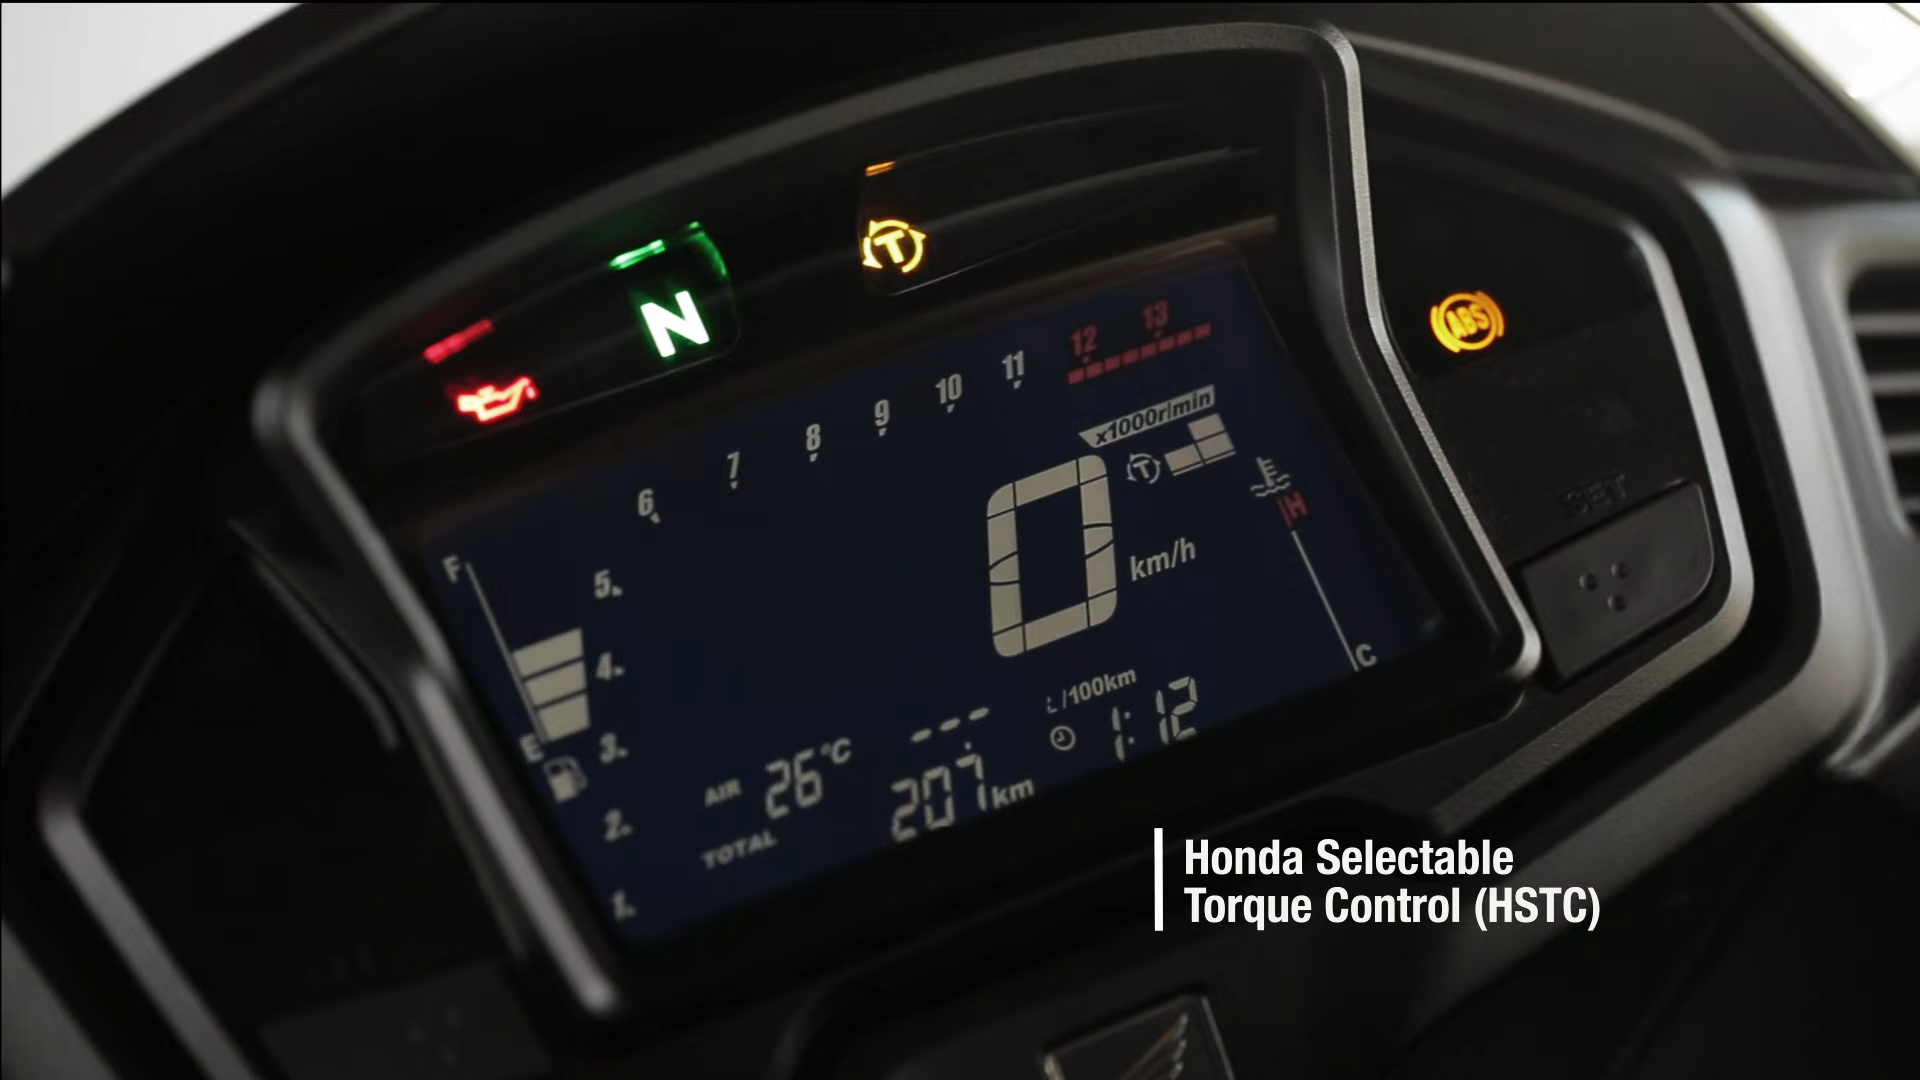 N
T
ABS
SET
12 13
6 7 8 9 10 11
x1000r/min
T
H
F
5
0 km/h
4
C
E
3
L/100km
---
1:12
AIR 26°C
207km
TOTAL
2
1
Honda Selectable
Torque Control (HSTC)